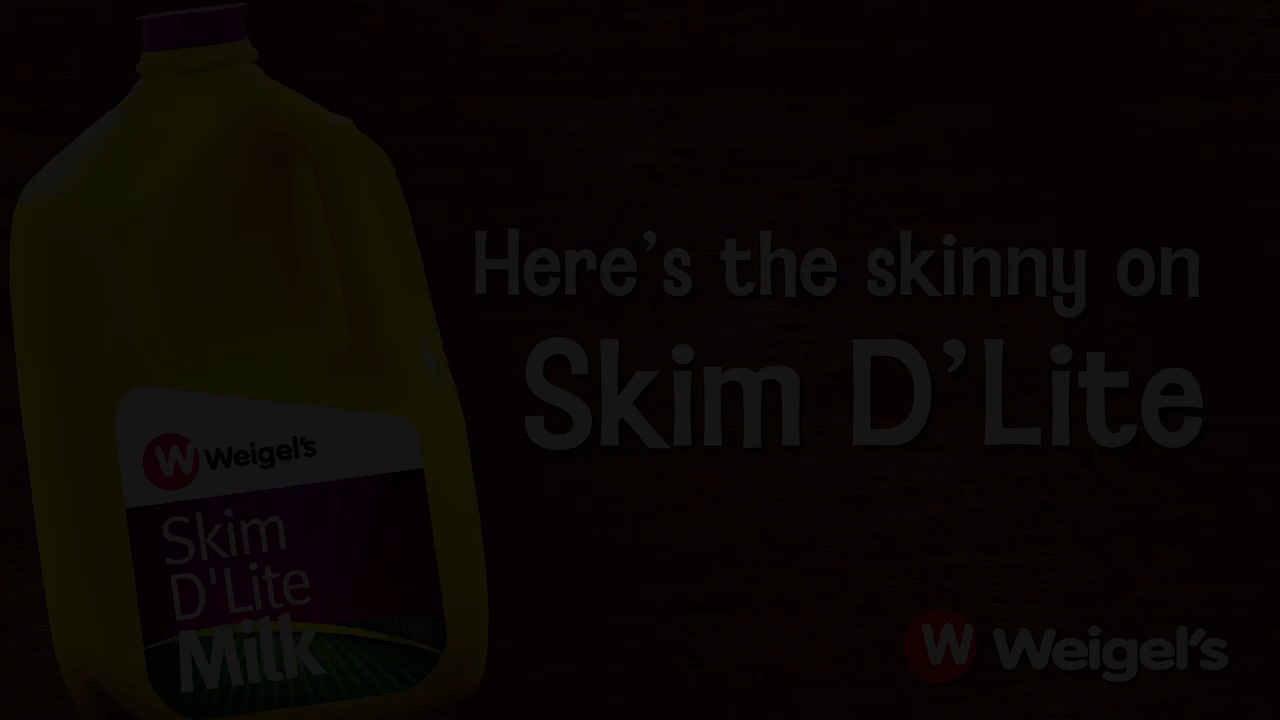 Here's the skinny on
Skim D'Lite
W Weigel's
Skim
D'Lite
Milk
W Weigel's